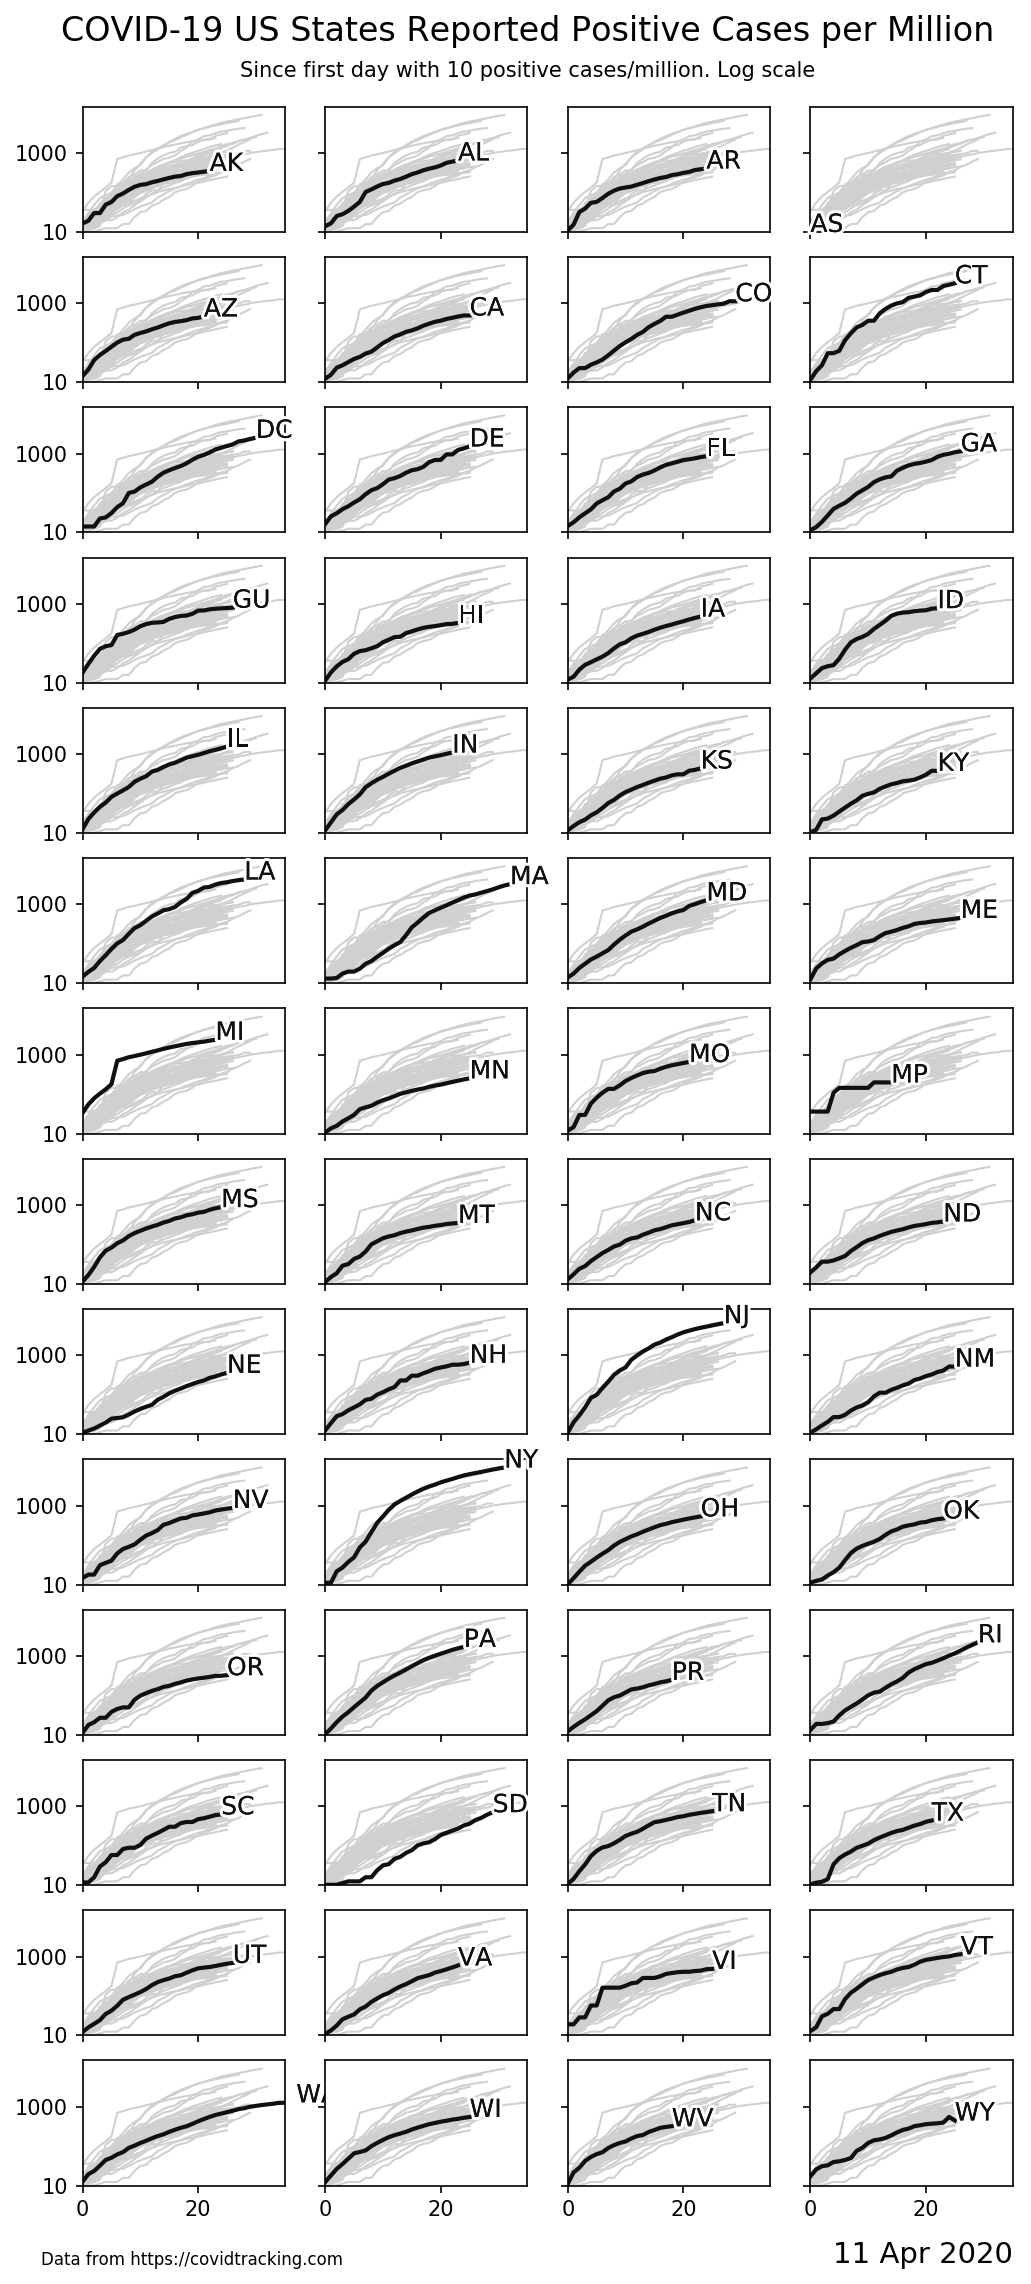 COVID-19 US States Reported Positive Cases per Million
Since first day with 10 positive cases/million. Log scale
1000
AK
AL
AR
10
AS
1000
AZ
CA
CO
CT
10
1000
DC
DE
FL
GA
10
1000
GU
HI
IA
ID
10
1000
IL
IN
KS
KY
10
1000
LA
MA
MD
ME
10
1000
MI
MN
MO
MP
10
1000
MS
MT
NC
ND
10
1000
NE
NH
NJ
NM
10
1000
NV
NY
OH
OK
10
1000
OR
PA
PR
RI
10
1000
SC
SD
TN
TX
10
1000
UT
VA
VI
VT
10
1000
WA
WI
WV
WY
10
0 20 0 20 0 20 0 20
Data from https://covidtracking.com
11 Apr 2020